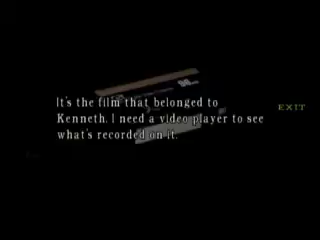 It's the film that belonged to
Kenneth. I need a video player to see
what's recorded on it.
EXIT